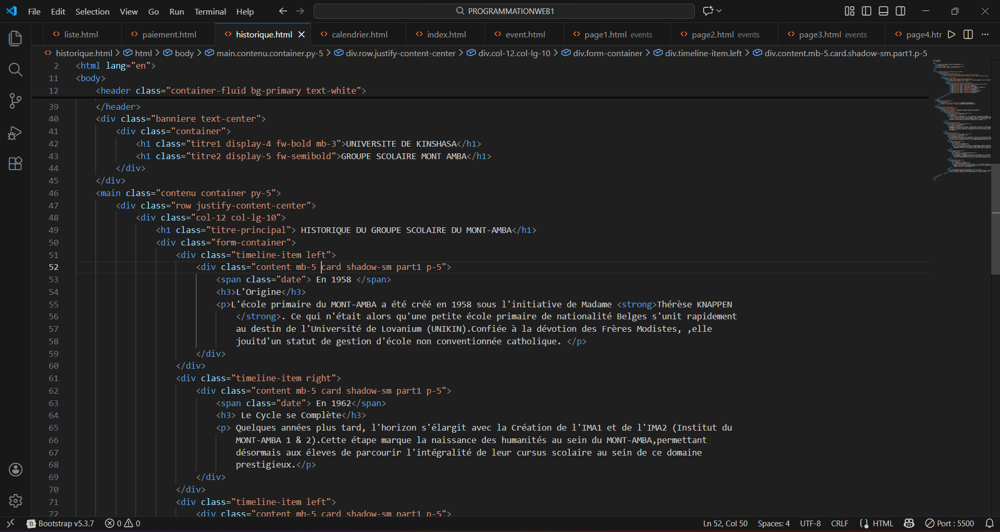 File Edit Selection View Go Run Terminal Help PROGRAMMATIONWEB1
liste.html paiement.html historique.html calendrier.html index.html event.html page1.html events page2.html events page3.html events page4.htr
historique.html > html > body > main.contenu.container.py-5 > div.row.justify-content-center > div.col-12.col-lg-10 > div.form-container > div.timeline-item.left > div.content.mb-5.card.shadow-sm.part1.p-5
2 <html lang="en">
11 <body>
12 <header class="container-fluid bg-primary text-white">
39 </header>
40 <div class="banniere text-center">
41 <div class="container">
42 <h1 class="titre1 display-4 fw-bold mb-3">UNIVERSITE DE KINSHASA</h1>
43 <h1 class="titre2 display-5 fw-semibold">GROUPE SCOLAIRE MONT AMBA</h1>
44 </div>
45 </div>
46 <main class="contenu container py-5">
47 <div class="row justify-content-center">
48 <div class="col-12 col-lg-10">
49 <h1 class="titre-principal"> HISTORIQUE DU GROUPE SCOLAIRE DU MONT-AMBA</h1>
50 <div class="form-container">
51 <div class="timeline-item left">
52 <div class="content mb-5 card shadow-sm part1 p-5">
53 <span class="date"> En 1958 </span>
54 <h3>L'Origine</h3>
55 <p>L'école primaire du MONT-AMBA a été créé en 1958 sous l'initiative de Madame <strong>Thérèse KNAPPEN
56 </strong>. Ce qui n'était alors qu'une petite école primaire de nationalité Belges s'unit rapidement
57 au destin de l'Université de Lovanium (UNIKIN).Confiée à la dévotion des Frères Modistes, ,elle
58 jouitd'un statut de gestion d'école non conventionnée catholique. </p>
59 </div>
60 </div>
61 <div class="timeline-item right">
62 <div class="content mb-5 card shadow-sm part1 p-5">
63 <span class="date"> En 1962</span>
64 <h3> Le Cycle se Complète</h3>
65 <p> Quelques années plus tard, l'horizon s'élargit avec la Création de l'IMA1 et de l'IMA2 (Institut du
66 MONT-AMBA 1 & 2).Cette étape marque la naissance des humanités au sein du MONT-AMBA,permettant
67 désormais aux éleves de parcourir l'intégralité de leur cursus scolaire au sein de ce domaine
68 prestigieux.</p>
69 </div>
70 </div>
71 <div class="timeline-item left">
72 <div class="content mb-5 card shadow-sm part1 p-5">
Bootstrap v5.3.7 0 0 Ln 52, Col 50 Spaces: 4 UTF-8 CRLF HTML Port : 5500